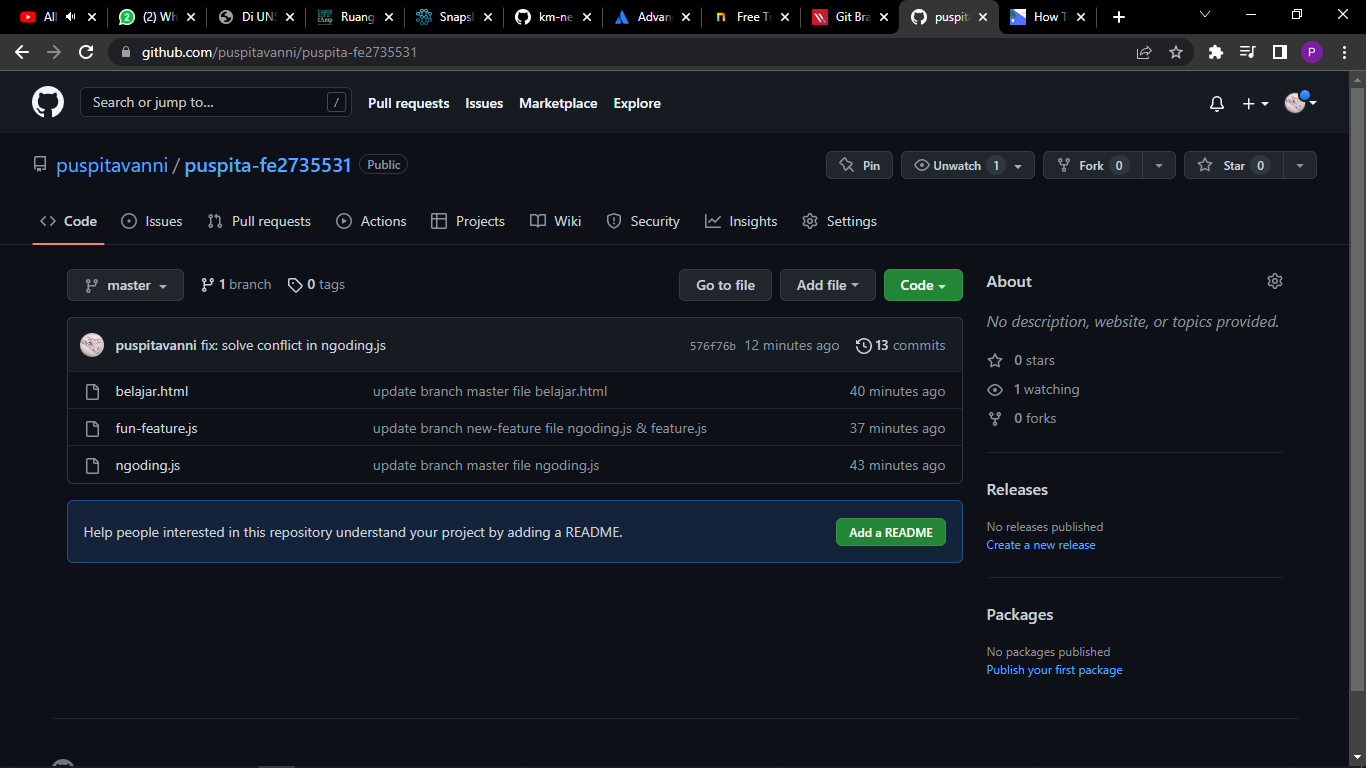 All
(2) Wh
Di UNS
Ruang
Snapsh
km-ne
Advan
Free Tu
Git Bra
puspita
How T
github.com/puspitavanni/puspita-fe2735531
P
Search or jump to...
/
Pull requests
Issues
Marketplace
Explore
puspitavanni / puspita-fe2735531
Public
Pin
Unwatch 1
Fork 0
Star 0
Code
Issues
Pull requests
Actions
Projects
Wiki
Security
Insights
Settings
master
1 branch
0 tags
Go to file
Add file
Code
puspitavanni fix: solve conflict in ngoding.js
576f76b 12 minutes ago
13 commits
belajar.html update branch master file belajar.html 40 minutes ago
fun-feature.js update branch new-feature file ngoding.js & feature.js 37 minutes ago
ngoding.js update branch master file ngoding.js 43 minutes ago
Help people interested in this repository understand your project by adding a README.
Add a README
About
No description, website, or topics provided.
0 stars
1 watching
0 forks
Releases
No releases published
Create a new release
Packages
No packages published
Publish your first package